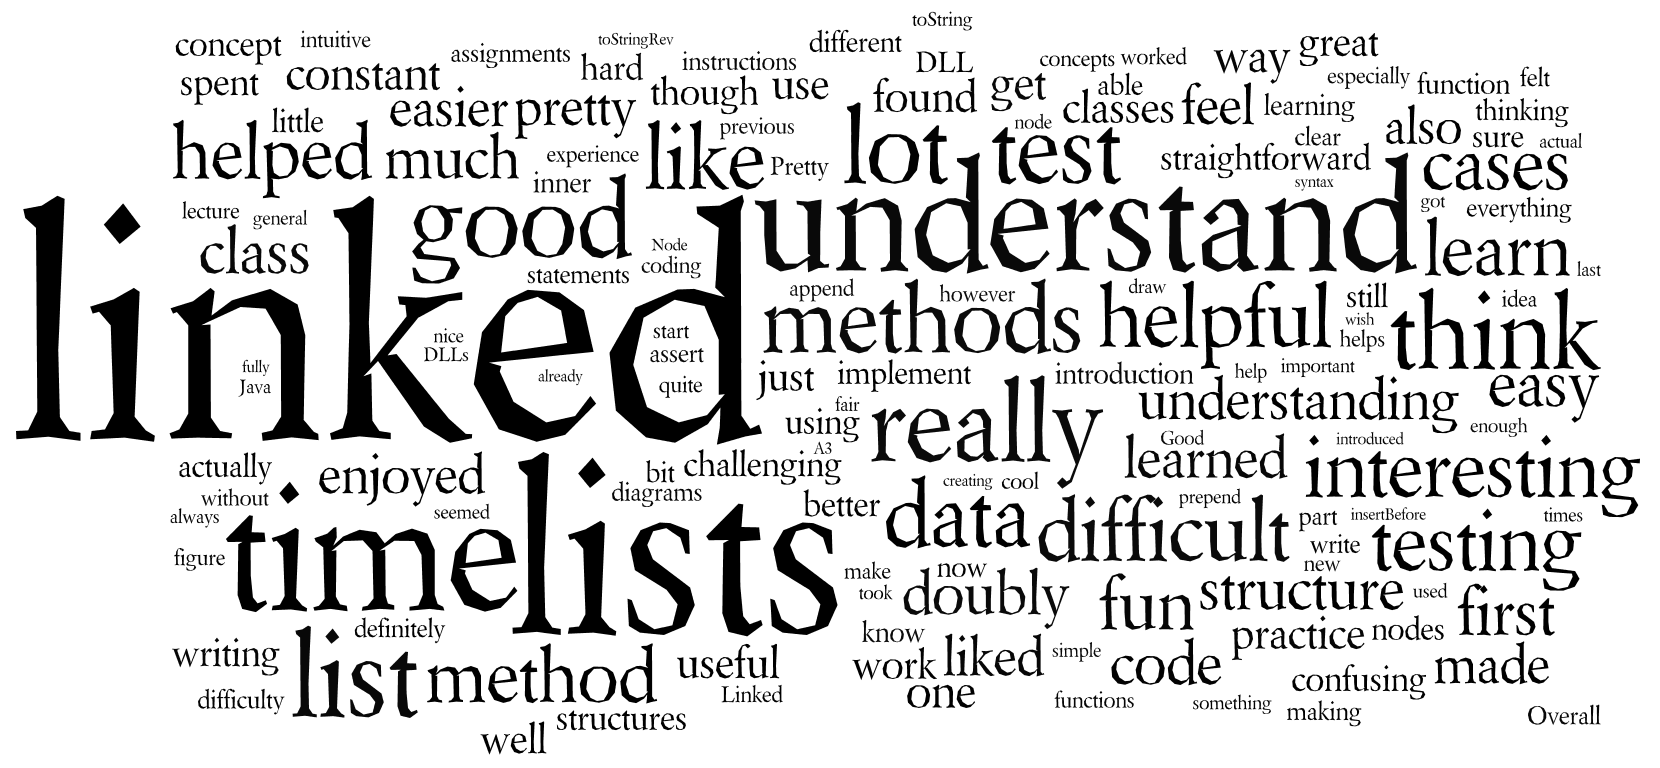 toString
concept intuitive assignments toStringRev different way great
spent constant hard instructions DLL concepts worked especially function felt
easier pretty though use found get able classes feel learning thinking
little previous node clear also sure actual
helped much experience like Pretty lot test straightforward cases
inner syntax
lecture general good Node understand got everything
class statements coding learn last
linked append however draw still idea
nice start methods helpful wish think
DLLs assert helps
fully already quite just implement introduction help important easy
Java fair using really understanding enough
A3 Good introduced
actually enjoyed bit challenging learned interesting
without diagrams creating cool prepend
always seemed better data difficult part insertBefore times
figure time lists write testing
make now new
took doubly fun structure used first
definitely know practice nodes
writing list method useful work liked simple code confusing made
difficulty Linked one functions something making Overall
structures
well